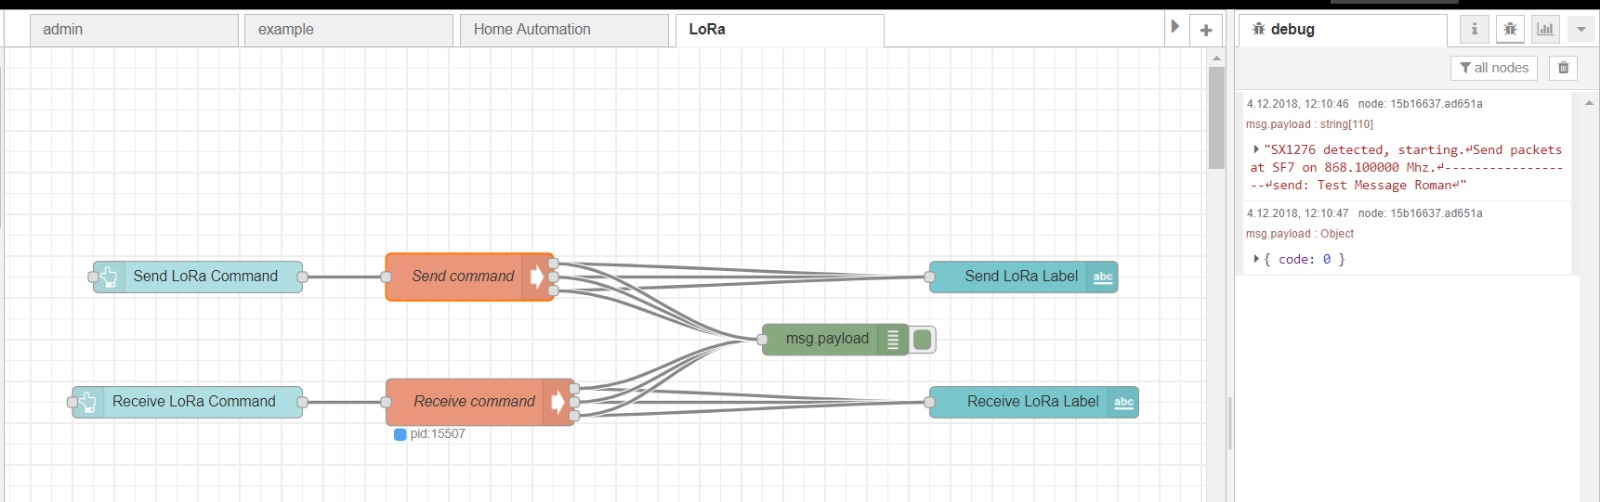 admin
example
Home Automation
LoRa
debug
all nodes
4.12.2018, 12:10:46 node: 15b16637.ad651a
msg.payload : string[110]
"SX1276 detected, starting.↵Send packets
at SF7 on 868.100000 Mhz.↵----------------
--↵send: Test Message Roman↵"
4.12.2018, 12:10:47 node: 15b16637.ad651a
msg.payload : Object
{ code: 0 }
Send LoRa Command
Send command
Send LoRa Label
abc
msg.payload
Receive LoRa Command
Receive command
Receive LoRa Label
abc
pid:15507